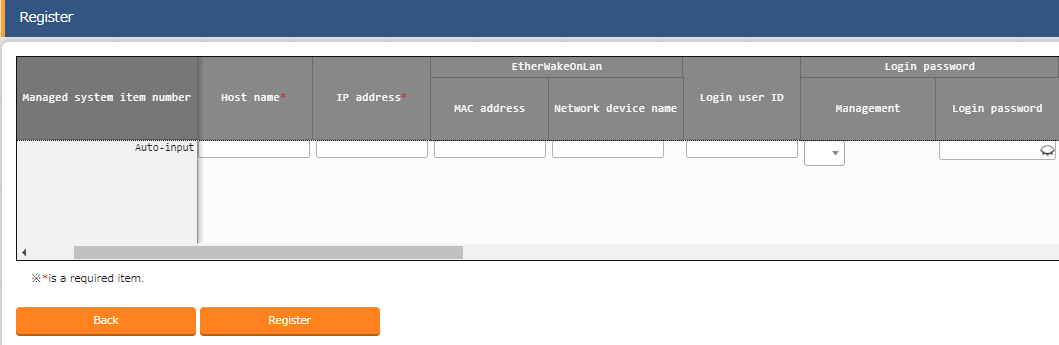 Register
EtherWakeOnLan
Login password
Managed system item number
Host name*
IP address*
MAC address
Network device name
Login user ID
Management
Login password
Auto-input
※*is a required item.
Back
Register